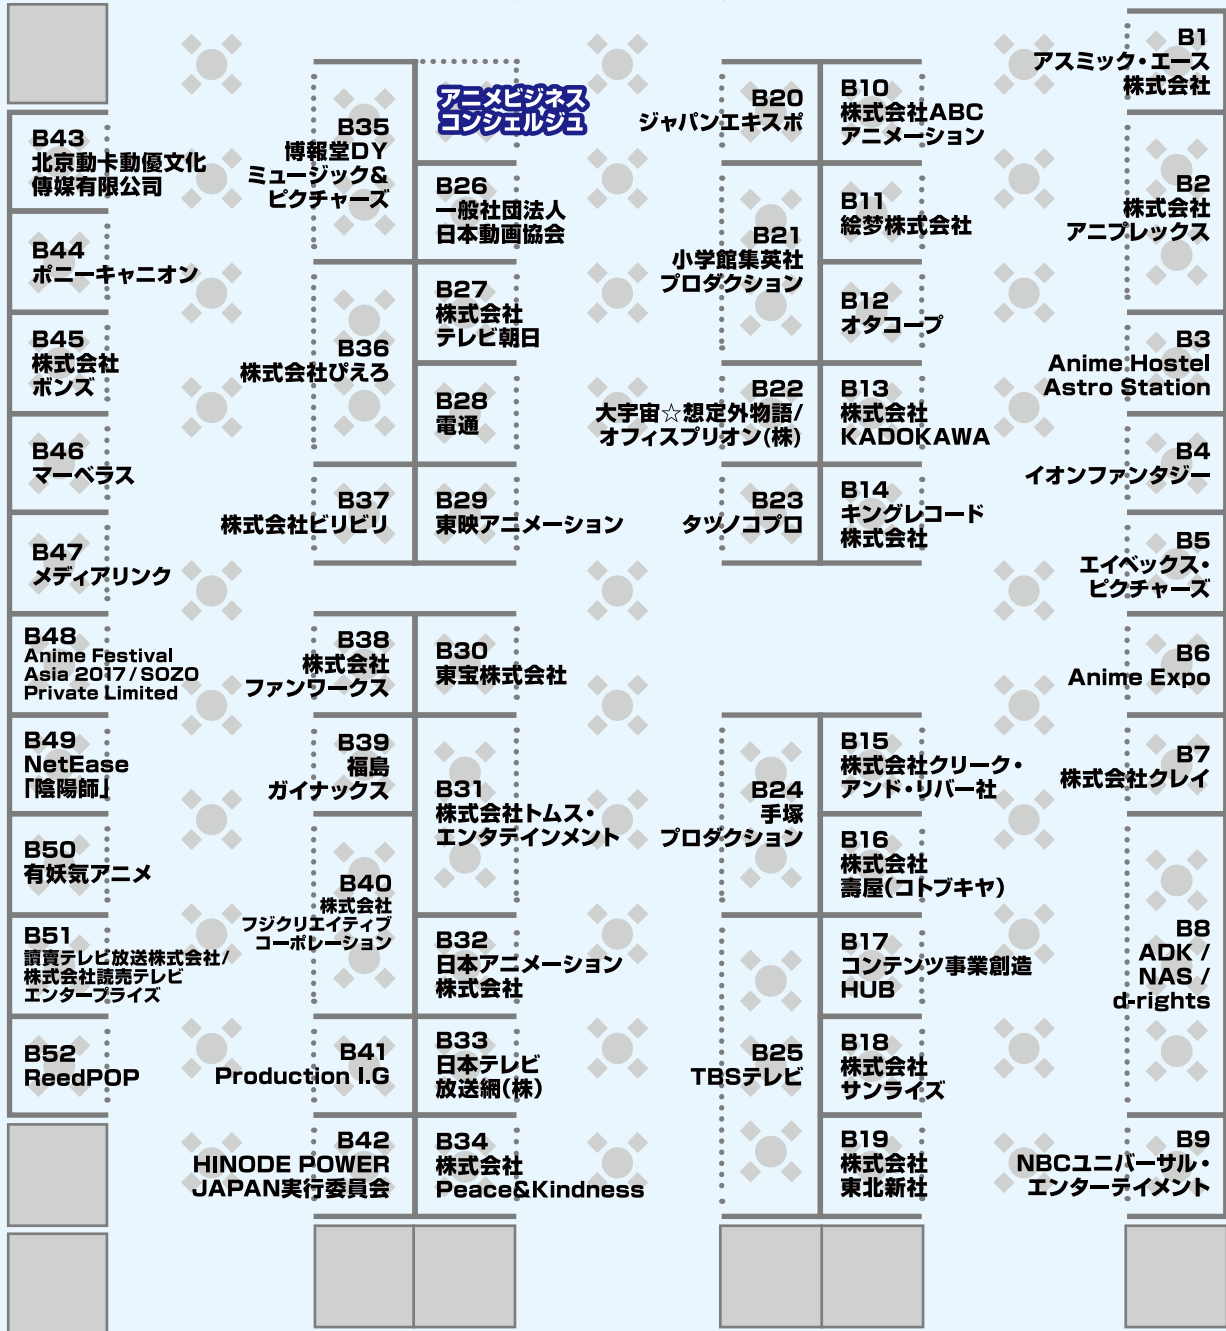 B1
アスミック・エース
株式会社
B2
株式会社
アニプレックス
B3
Anime Hostel
Astro Station
B4
イオンファンタジー
B5
エイベックス・
ピクチャーズ
B6
Anime Expo
B7
株式会社クレイ
B8
ADK /
NAS /
d-rights
B9
NBCユニバーサル・
エンターテイメント
B10
株式会社ABC
アニメーション
B11
絵梦株式会社
B12
オタコープ
B13
株式会社
KADOKAWA
B14
キングレコード
株式会社
B15
株式会社クリーク・
アンド・リバー社
B16
株式会社
壽屋(コトブキヤ)
B17
コンテンツ事業創造
HUB
B18
株式会社
サンライズ
B19
株式会社
東北新社
B20
ジャパンエキスポ
B21
小学館集英社
プロダクション
B22
大宇宙☆想定外物語/
オフィスプリオン(株)
B23
タツノコプロ
B24
手塚
プロダクション
B25
TBSテレビ
アニメビジネス
コンシェルジュ
B26
一般社団法人
日本動画協会
B27
株式会社
テレビ朝日
B28
電通
B29
東映アニメーション
B30
東宝株式会社
B31
株式会社トムス・
エンタテインメント
B32
日本アニメーション
株式会社
B33
日本テレビ
放送網(株)
B34
株式会社
Peace&Kindness
B35
博報堂DY
ミュージック&
ピクチャーズ
B36
株式会社ぴえろ
B37
株式会社ビリビリ
B38
株式会社
ファンワークス
B39
福島
ガイナックス
B40
株式会社
フジクリエイティブ
コーポレーション
B41
Production I.G
B42
HINODE POWER
JAPAN実行委員会
B43
北京動卡動優文化
傳媒有限公司
B44
ポニーキャニオン
B45
株式会社
ボンズ
B46
マーベラス
B47
メディアリンク
B48
Anime Festival
Asia 2017 / SOZO
Private Limited
B49
NetEase
「陰陽師」
B50
有妖気アニメ
B51
讀賣テレビ放送株式会社/
株式会社読売テレビ
エンタープライズ
B52
ReedPOP